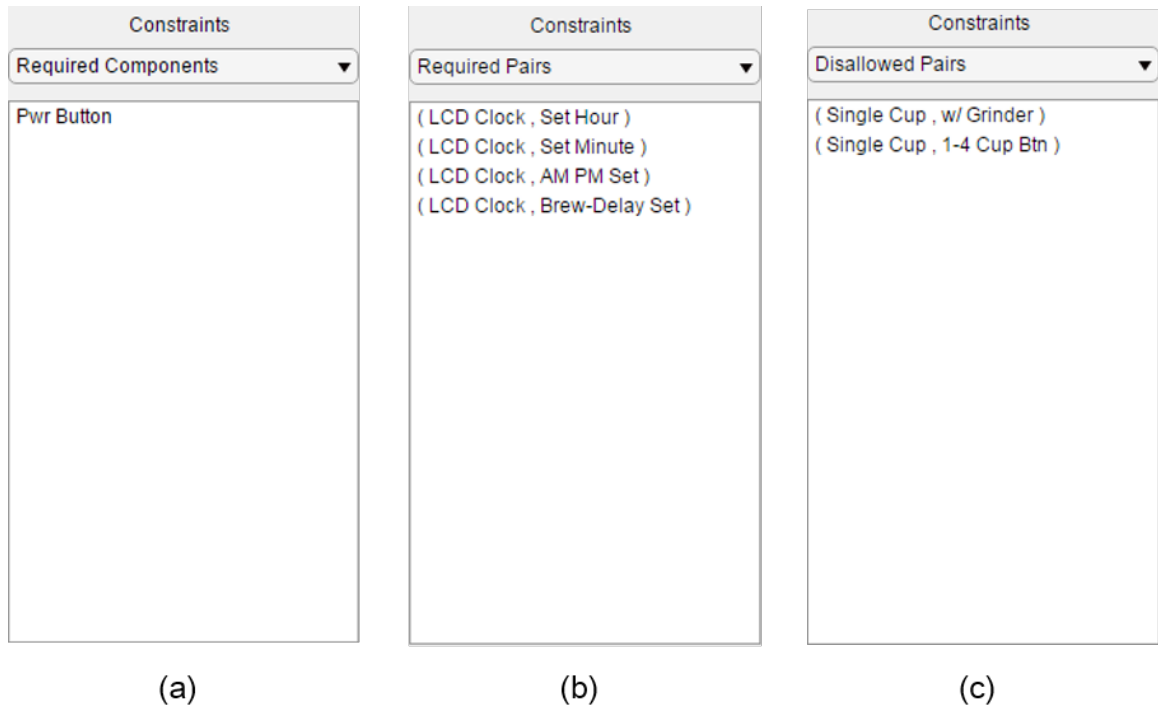 Constraints
Required Components
Pwr Button
(a)
Constraints
Required Pairs
( LCD Clock , Set Hour )
( LCD Clock , Set Minute )
( LCD Clock , AM PM Set )
( LCD Clock , Brew-Delay Set )
(b)
Constraints
Disallowed Pairs
( Single Cup , w/ Grinder )
( Single Cup , 1-4 Cup Btn )
(c)